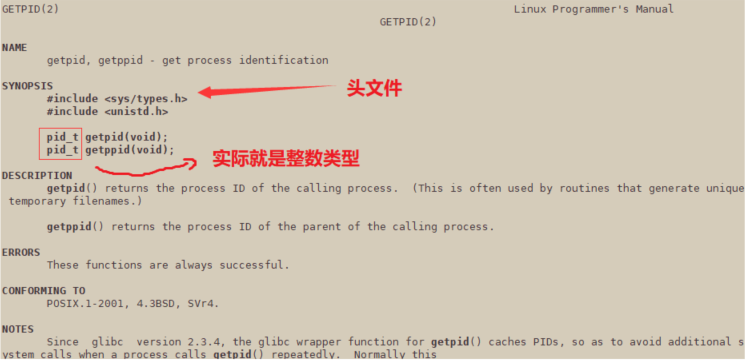 GETPID(2) Linux Programmer's Manual
GETPID(2)
NAME
getpid, getppid - get process identification
SYNOPSIS
#include <sys/types.h>
头文件
#include <unistd.h>
pid_t getpid(void);
pid_t getppid(void);
实际就是整数类型
DESCRIPTION
getpid() returns the process ID of the calling process.  (This is often used by routines that generate unique
temporary filenames.)
getppid() returns the process ID of the parent of the calling process.
ERRORS
These functions are always successful.
CONFORMING TO
POSIX.1-2001, 4.3BSD, SVr4.
NOTES
Since  glibc  version 2.3.4, the glibc wrapper function for getpid() caches PIDs, so as to avoid additional s
ystem calls when a process calls getpid() repeatedly.  Normally this